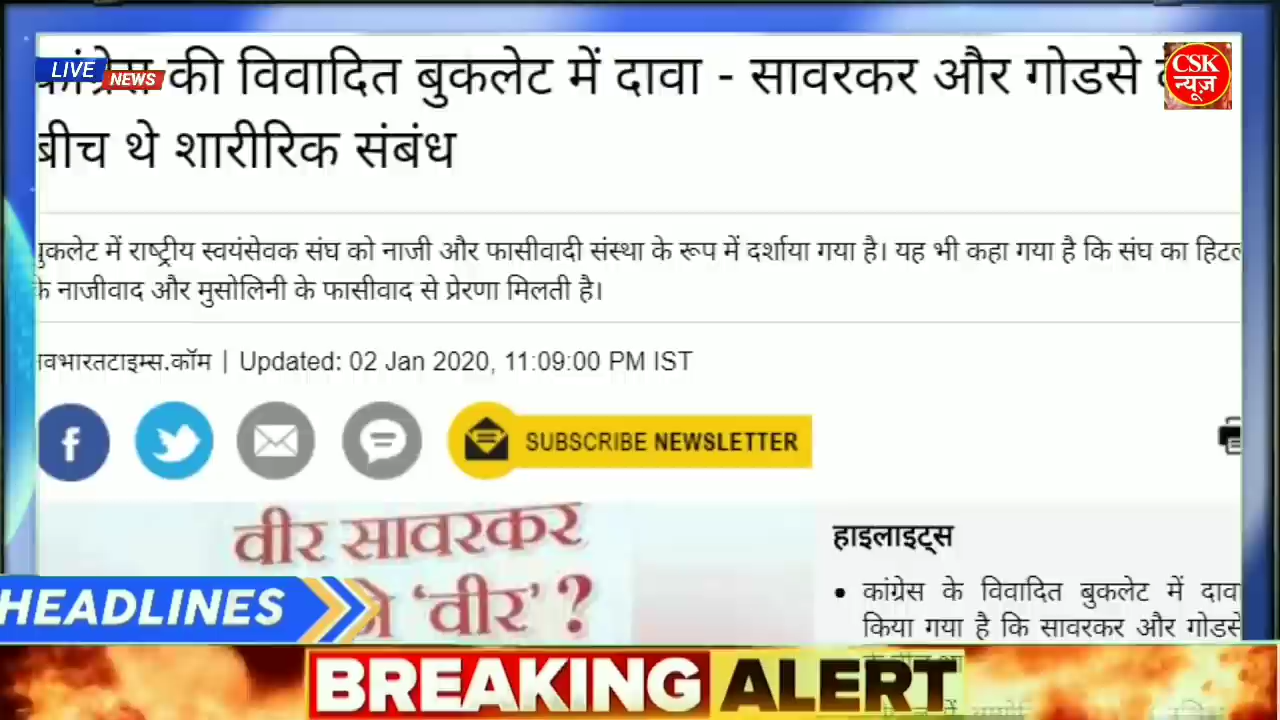 LIVE NEWS
की विवादित बुकलेट में दावा - सावरकर और गोडसे
CSK
न्यूज़
बीच थे शारीरिक संबंध
बुकलेट में राष्ट्रीय स्वयंसेवक संघ को नाजी और फासीवादी संस्था के रूप में दर्शाया गया है। यह भी कहा गया है कि संघ का
के नाजीवाद और मुसोलिनी के फासीवाद से प्रेरणा मिलती है।
वभारतटाइम्स.कॉम | Updated: 02 Jan 2020, 11:09:00 PM IST
SUBSCRIBE NEWSLETTER
वीर सावरकर
‘वीर’ ?
हाइलाइट्स
• कांग्रेस के विवादित बुकलेट में दावा
किया गया है कि सावरकर और गोडसे
HEADLINES
BREAKING ALERT